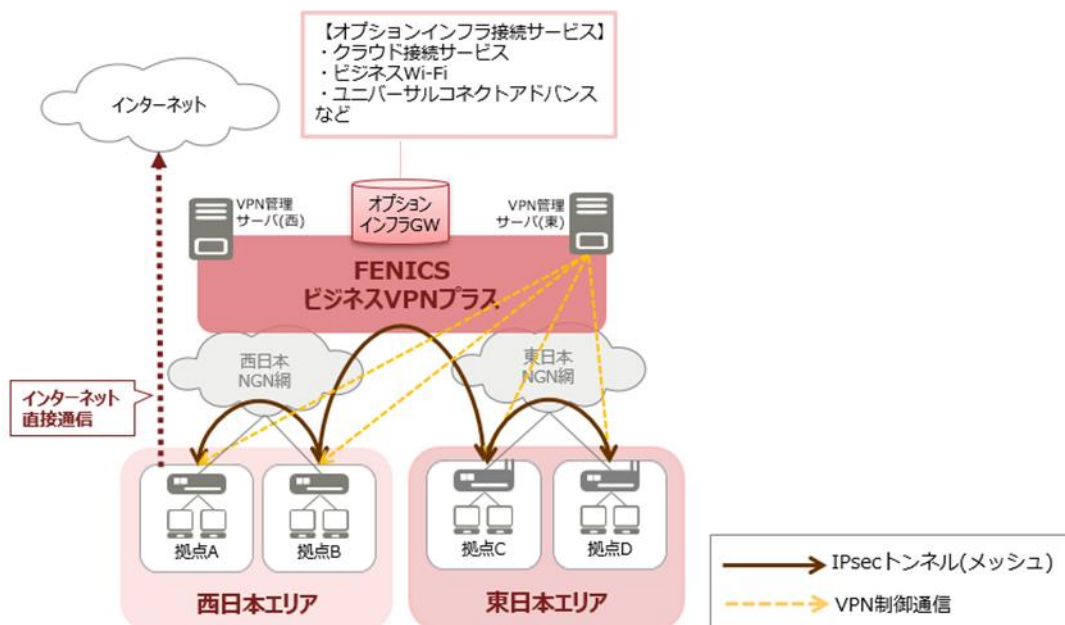 【オプションインフラ接続サービス】
・クラウド接続サービス
・ビジネスWi-Fi
・ユニバーサルコネクトアドバンス
など
インターネット
VPN管理
サーバ(西)
オプション
インフラGW
VPN管理
サーバ(東)
FENICS
ビジネスVPNプラス
西日本
NGN網
東日本
NGN網
インターネット
直接通信
拠点A
拠点B
拠点C
拠点D
西日本エリア
東日本エリア
IPsecトンネル(メッシュ)
VPN制御通信